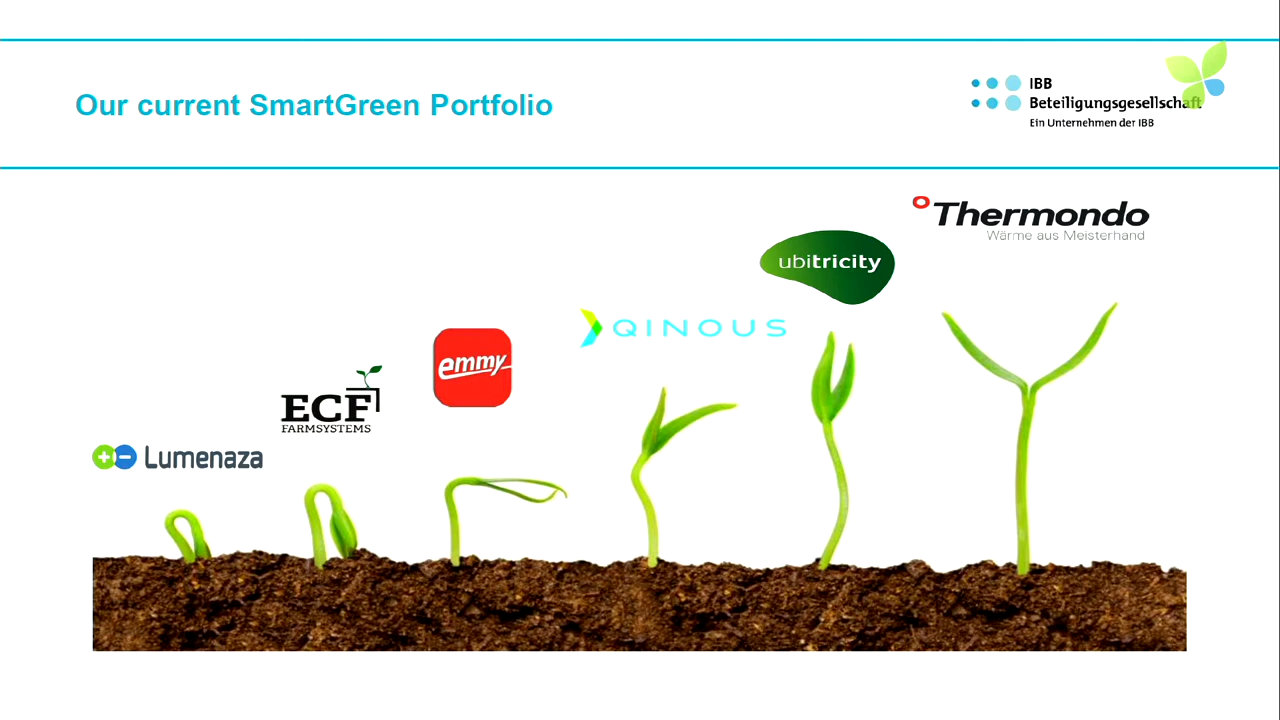 Our current SmartGreen Portfolio
IBB
Beteiligungsgesellschaft
Ein Unternehmen der IBB
Thermondo
Wärme aus Meisterhand
ubitricity
QINOUS
emmy
ECF
FARMSYSTEMS
Lumenaza